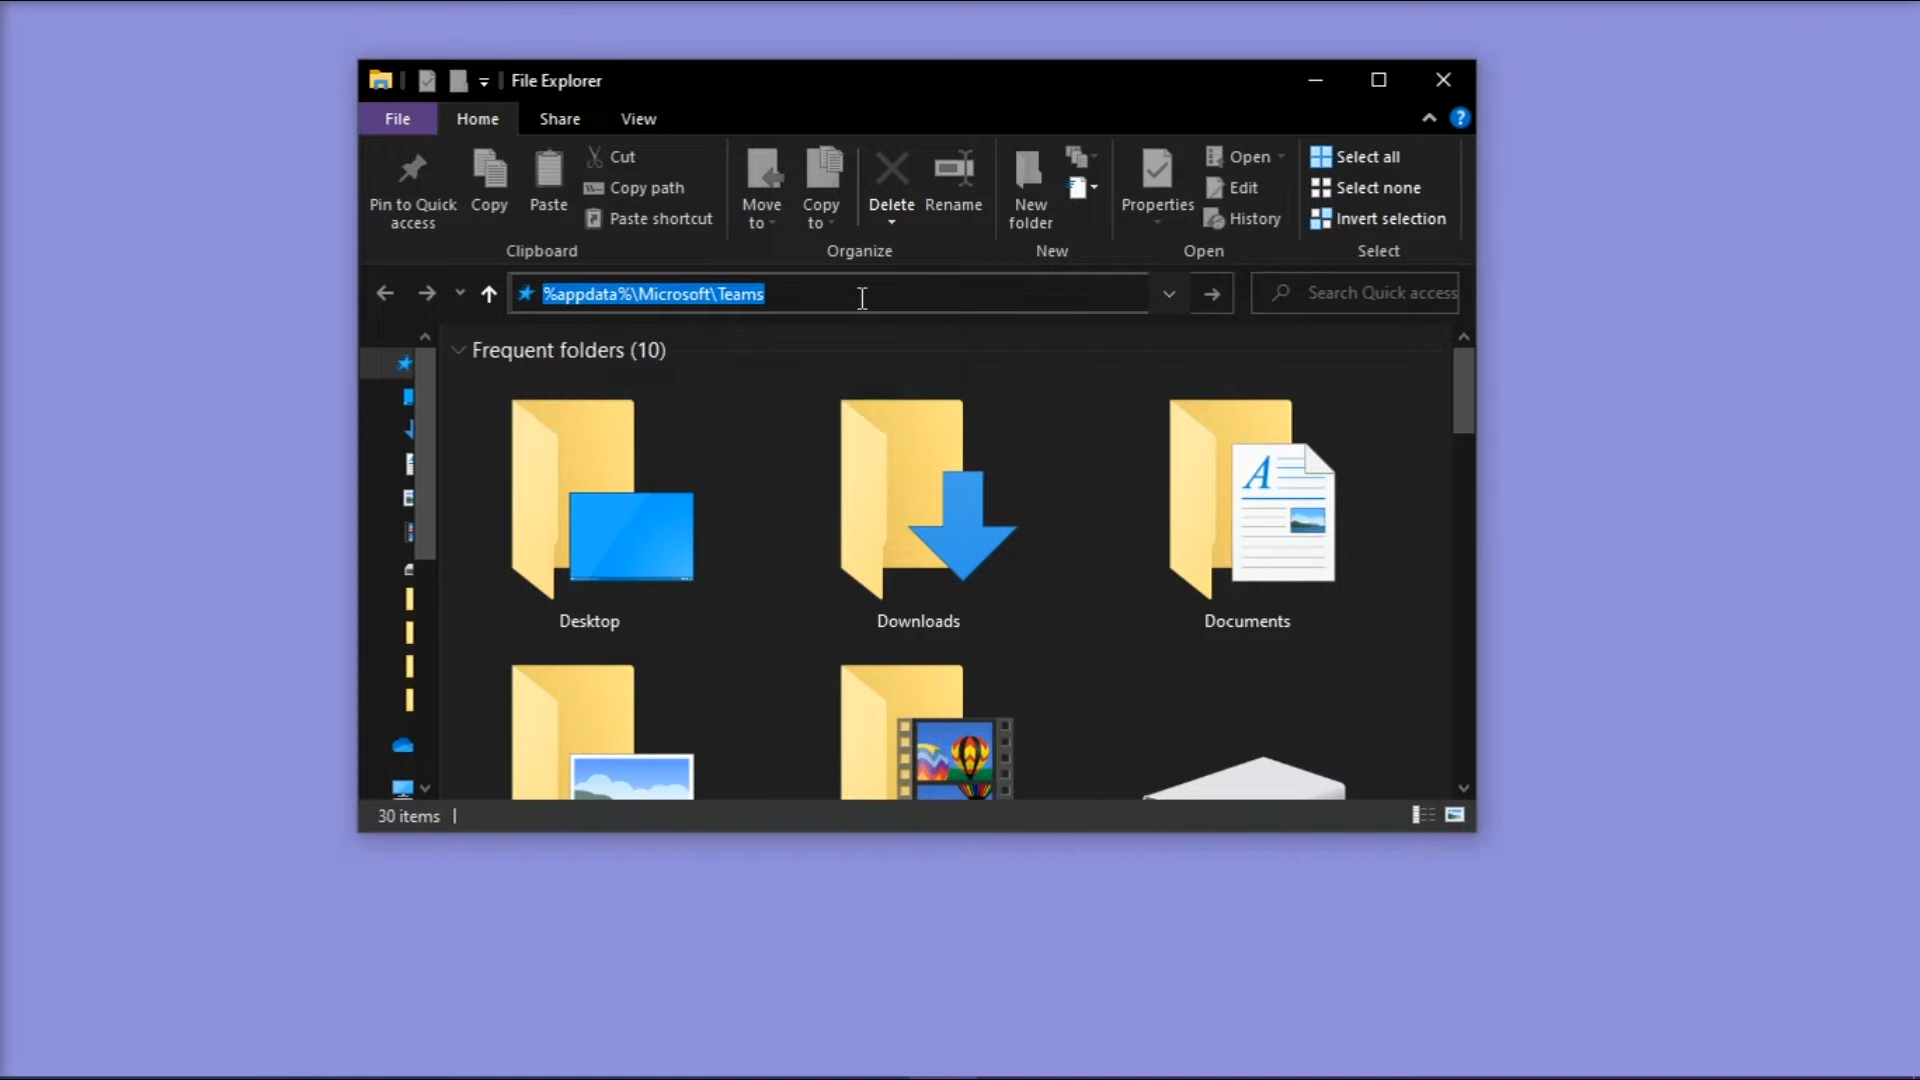 File Explorer
File Home Share View
?
Pin to Quick access
Copy
Paste
Cut
Copy path
Paste shortcut
Clipboard
Move to
Copy to
Delete
Rename
Organize
New folder
New
Properties
Open
Edit
History
Open
Select all
Select none
Invert selection
Select
%appdata%\Microsoft\Teams
Search Quick access
Frequent folders (10)
A
Desktop
Downloads
Documents
30 items